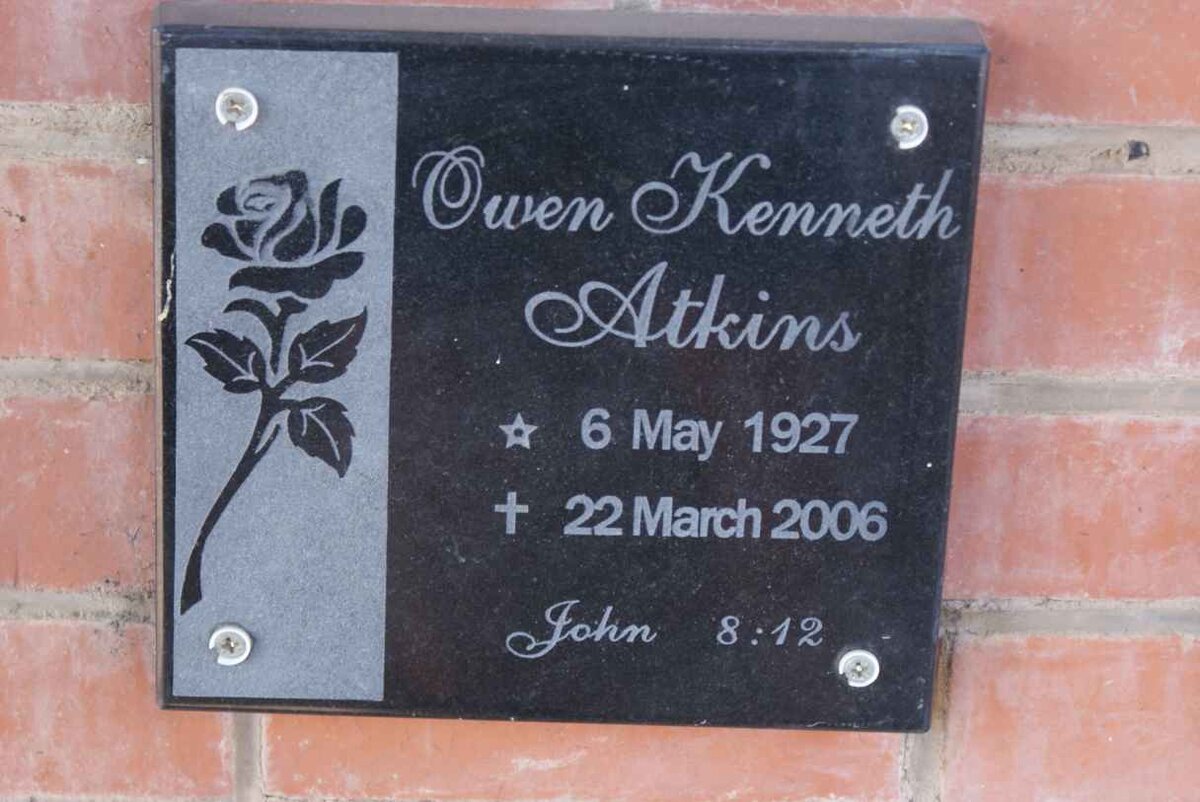 Owen Kenneth
Atkins
☆ 6 May 1927
✝ 22 March 2006
John 8:12